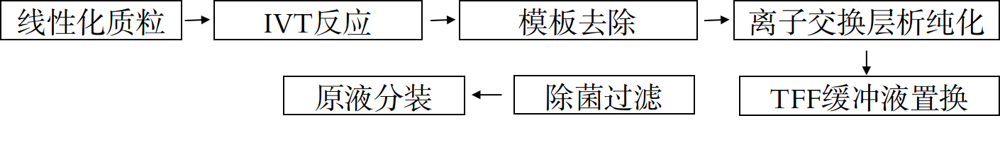 线性化质粒
IVT反应
模板去除
离子交换层析纯化
TFF缓冲液置换
除菌过滤
原液分装